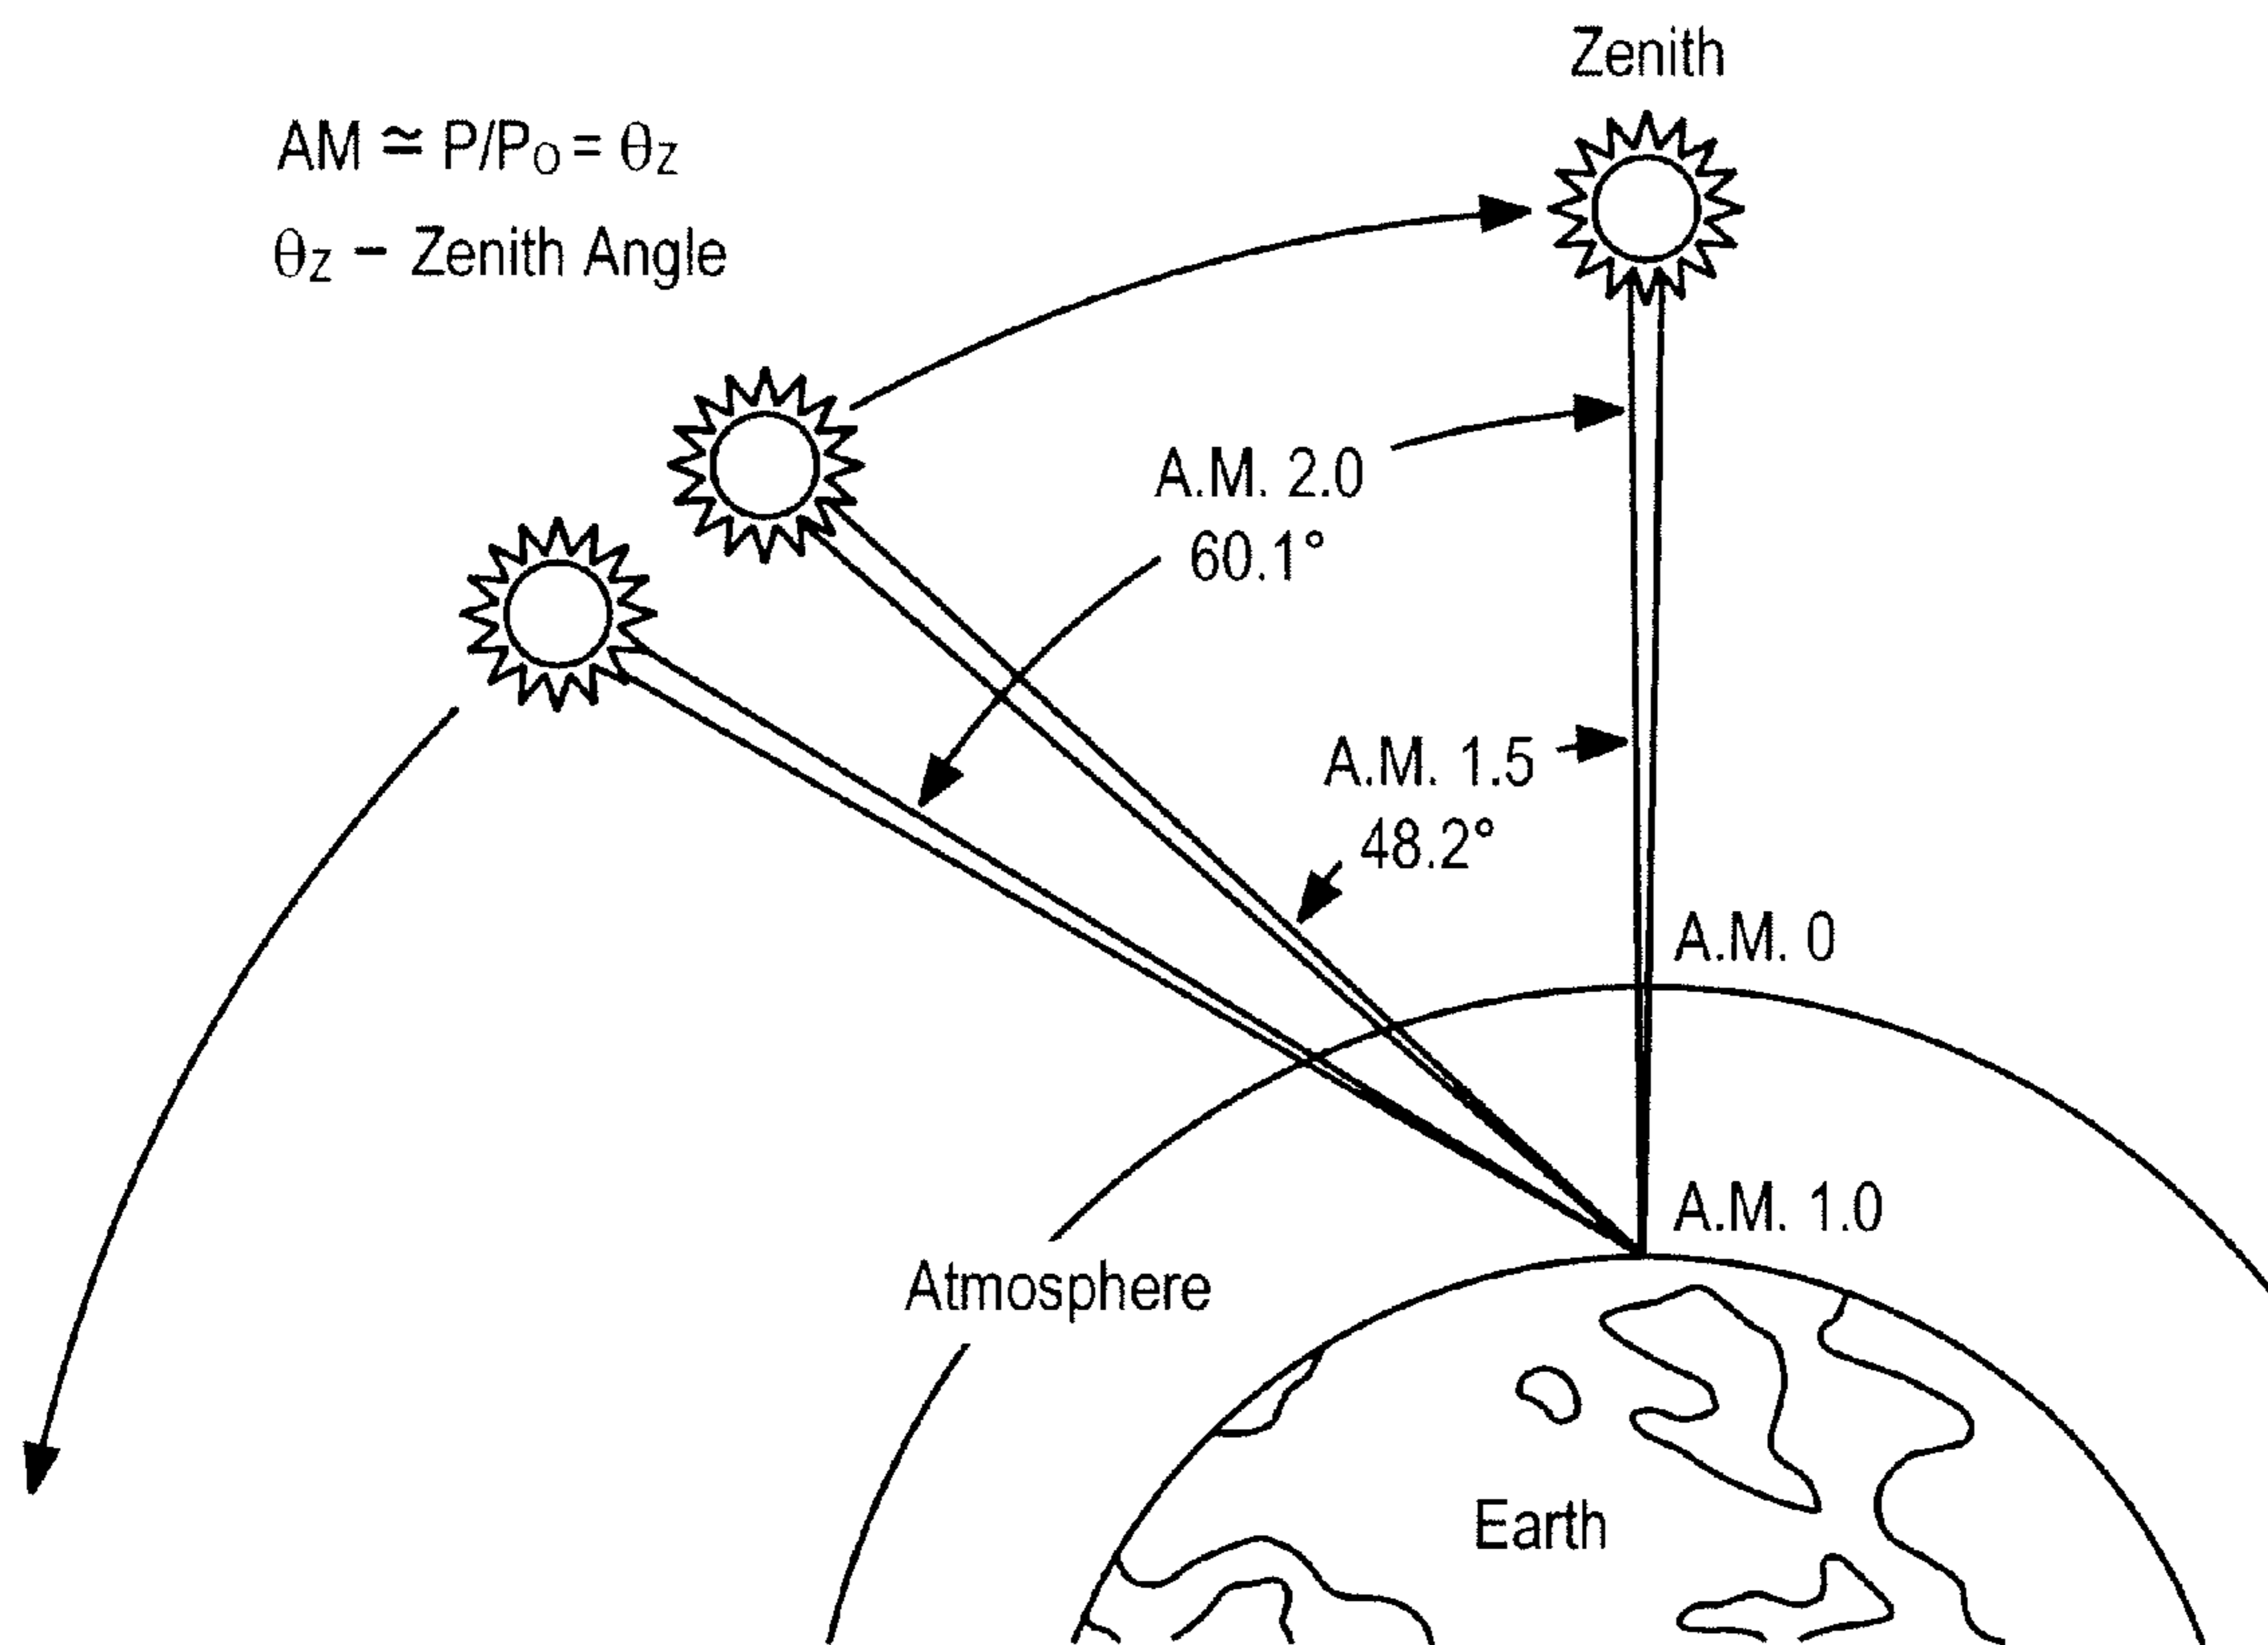 Zenith
AM ≃ P/PO = θZ
θZ – Zenith Angle
A.M. 2.0
60.1°
A.M. 1.5
48.2°
A.M. 0
A.M. 1.0
Atmosphere
Earth